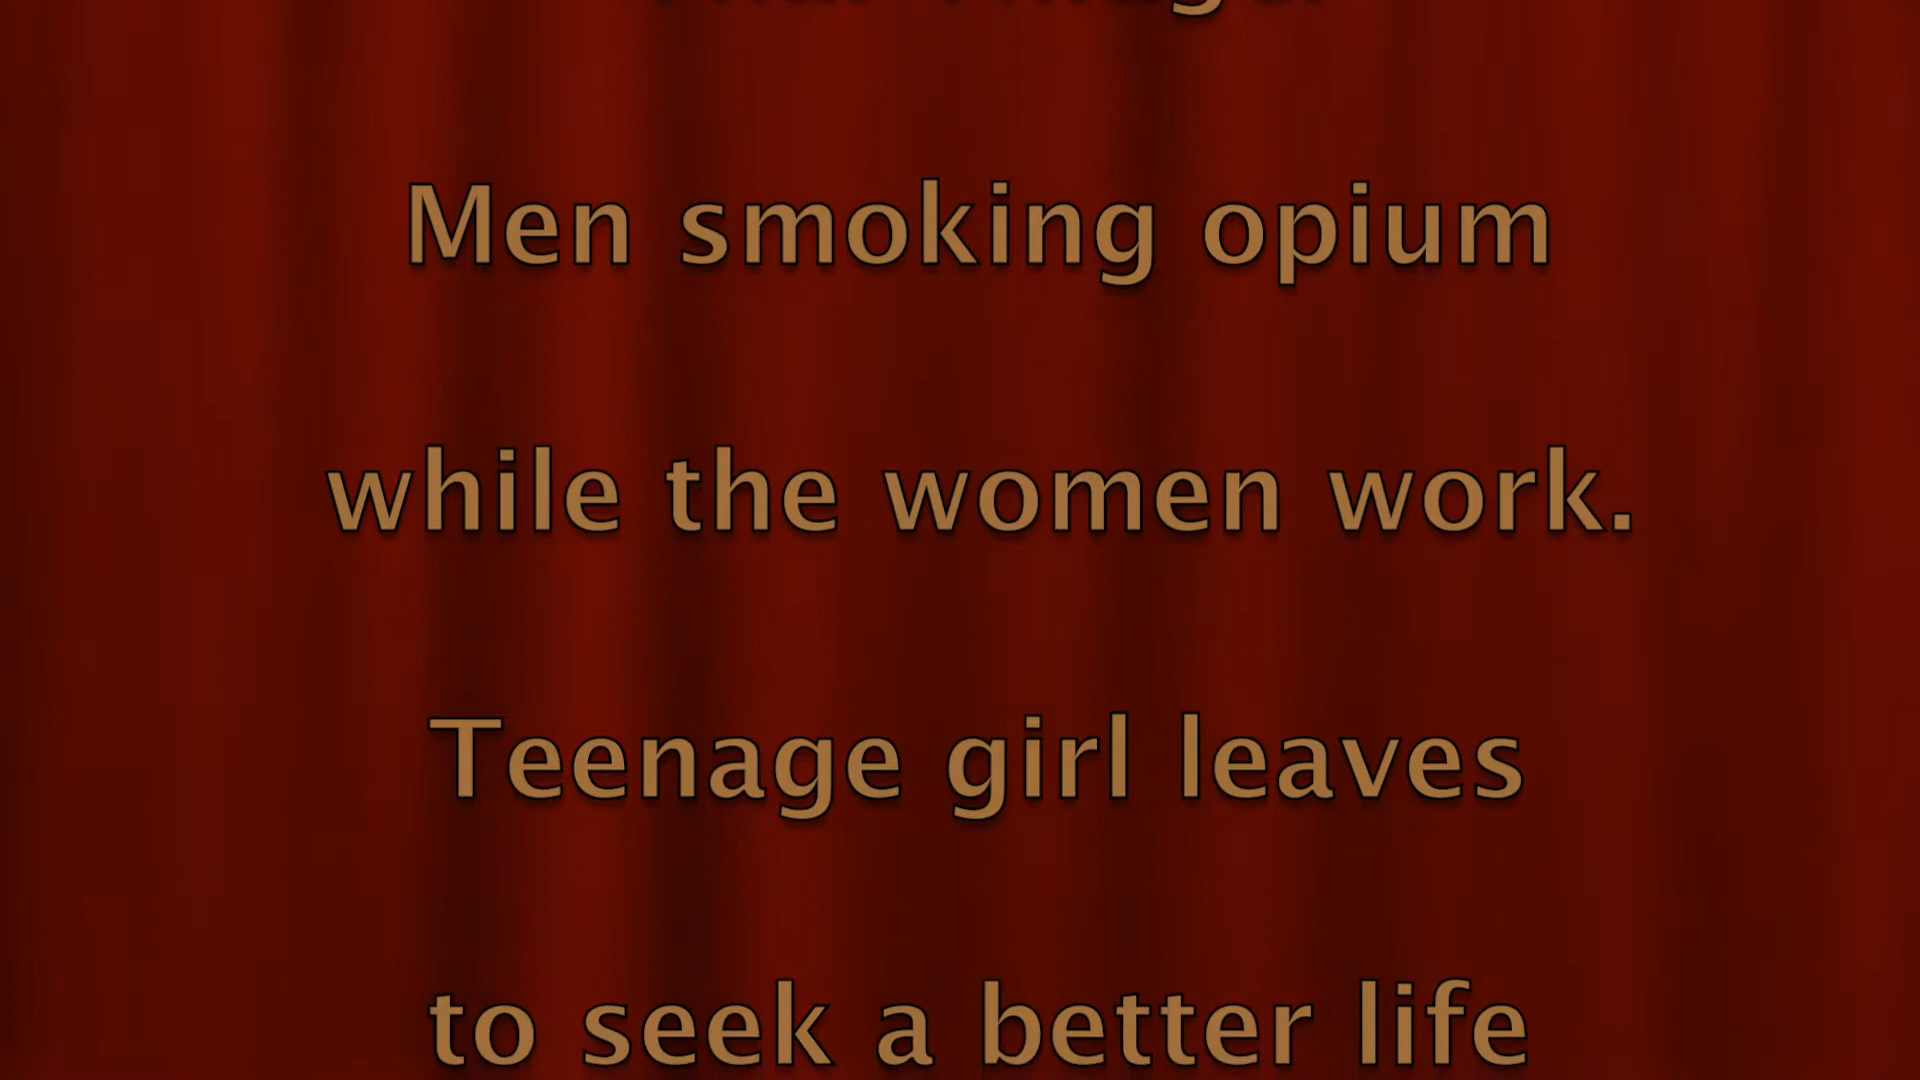 Men smoking opium
while the women work.
Teenage girl leaves
to seek a better life